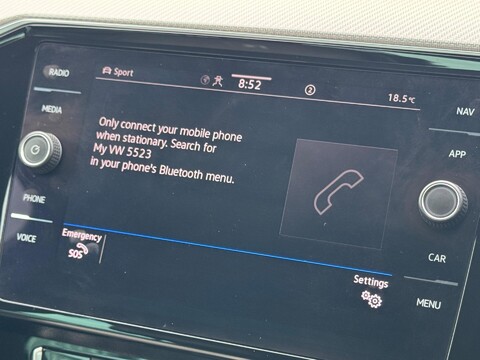 RADIO
MEDIA
PHONE
VOICE
Sport
8:52
2
18.5°C
Only connect your mobile phone
when stationary. Search for
My VW 5523
in your phone's Bluetooth menu.
Emergency
SOS
Settings
NAV
APP
CAR
MENU